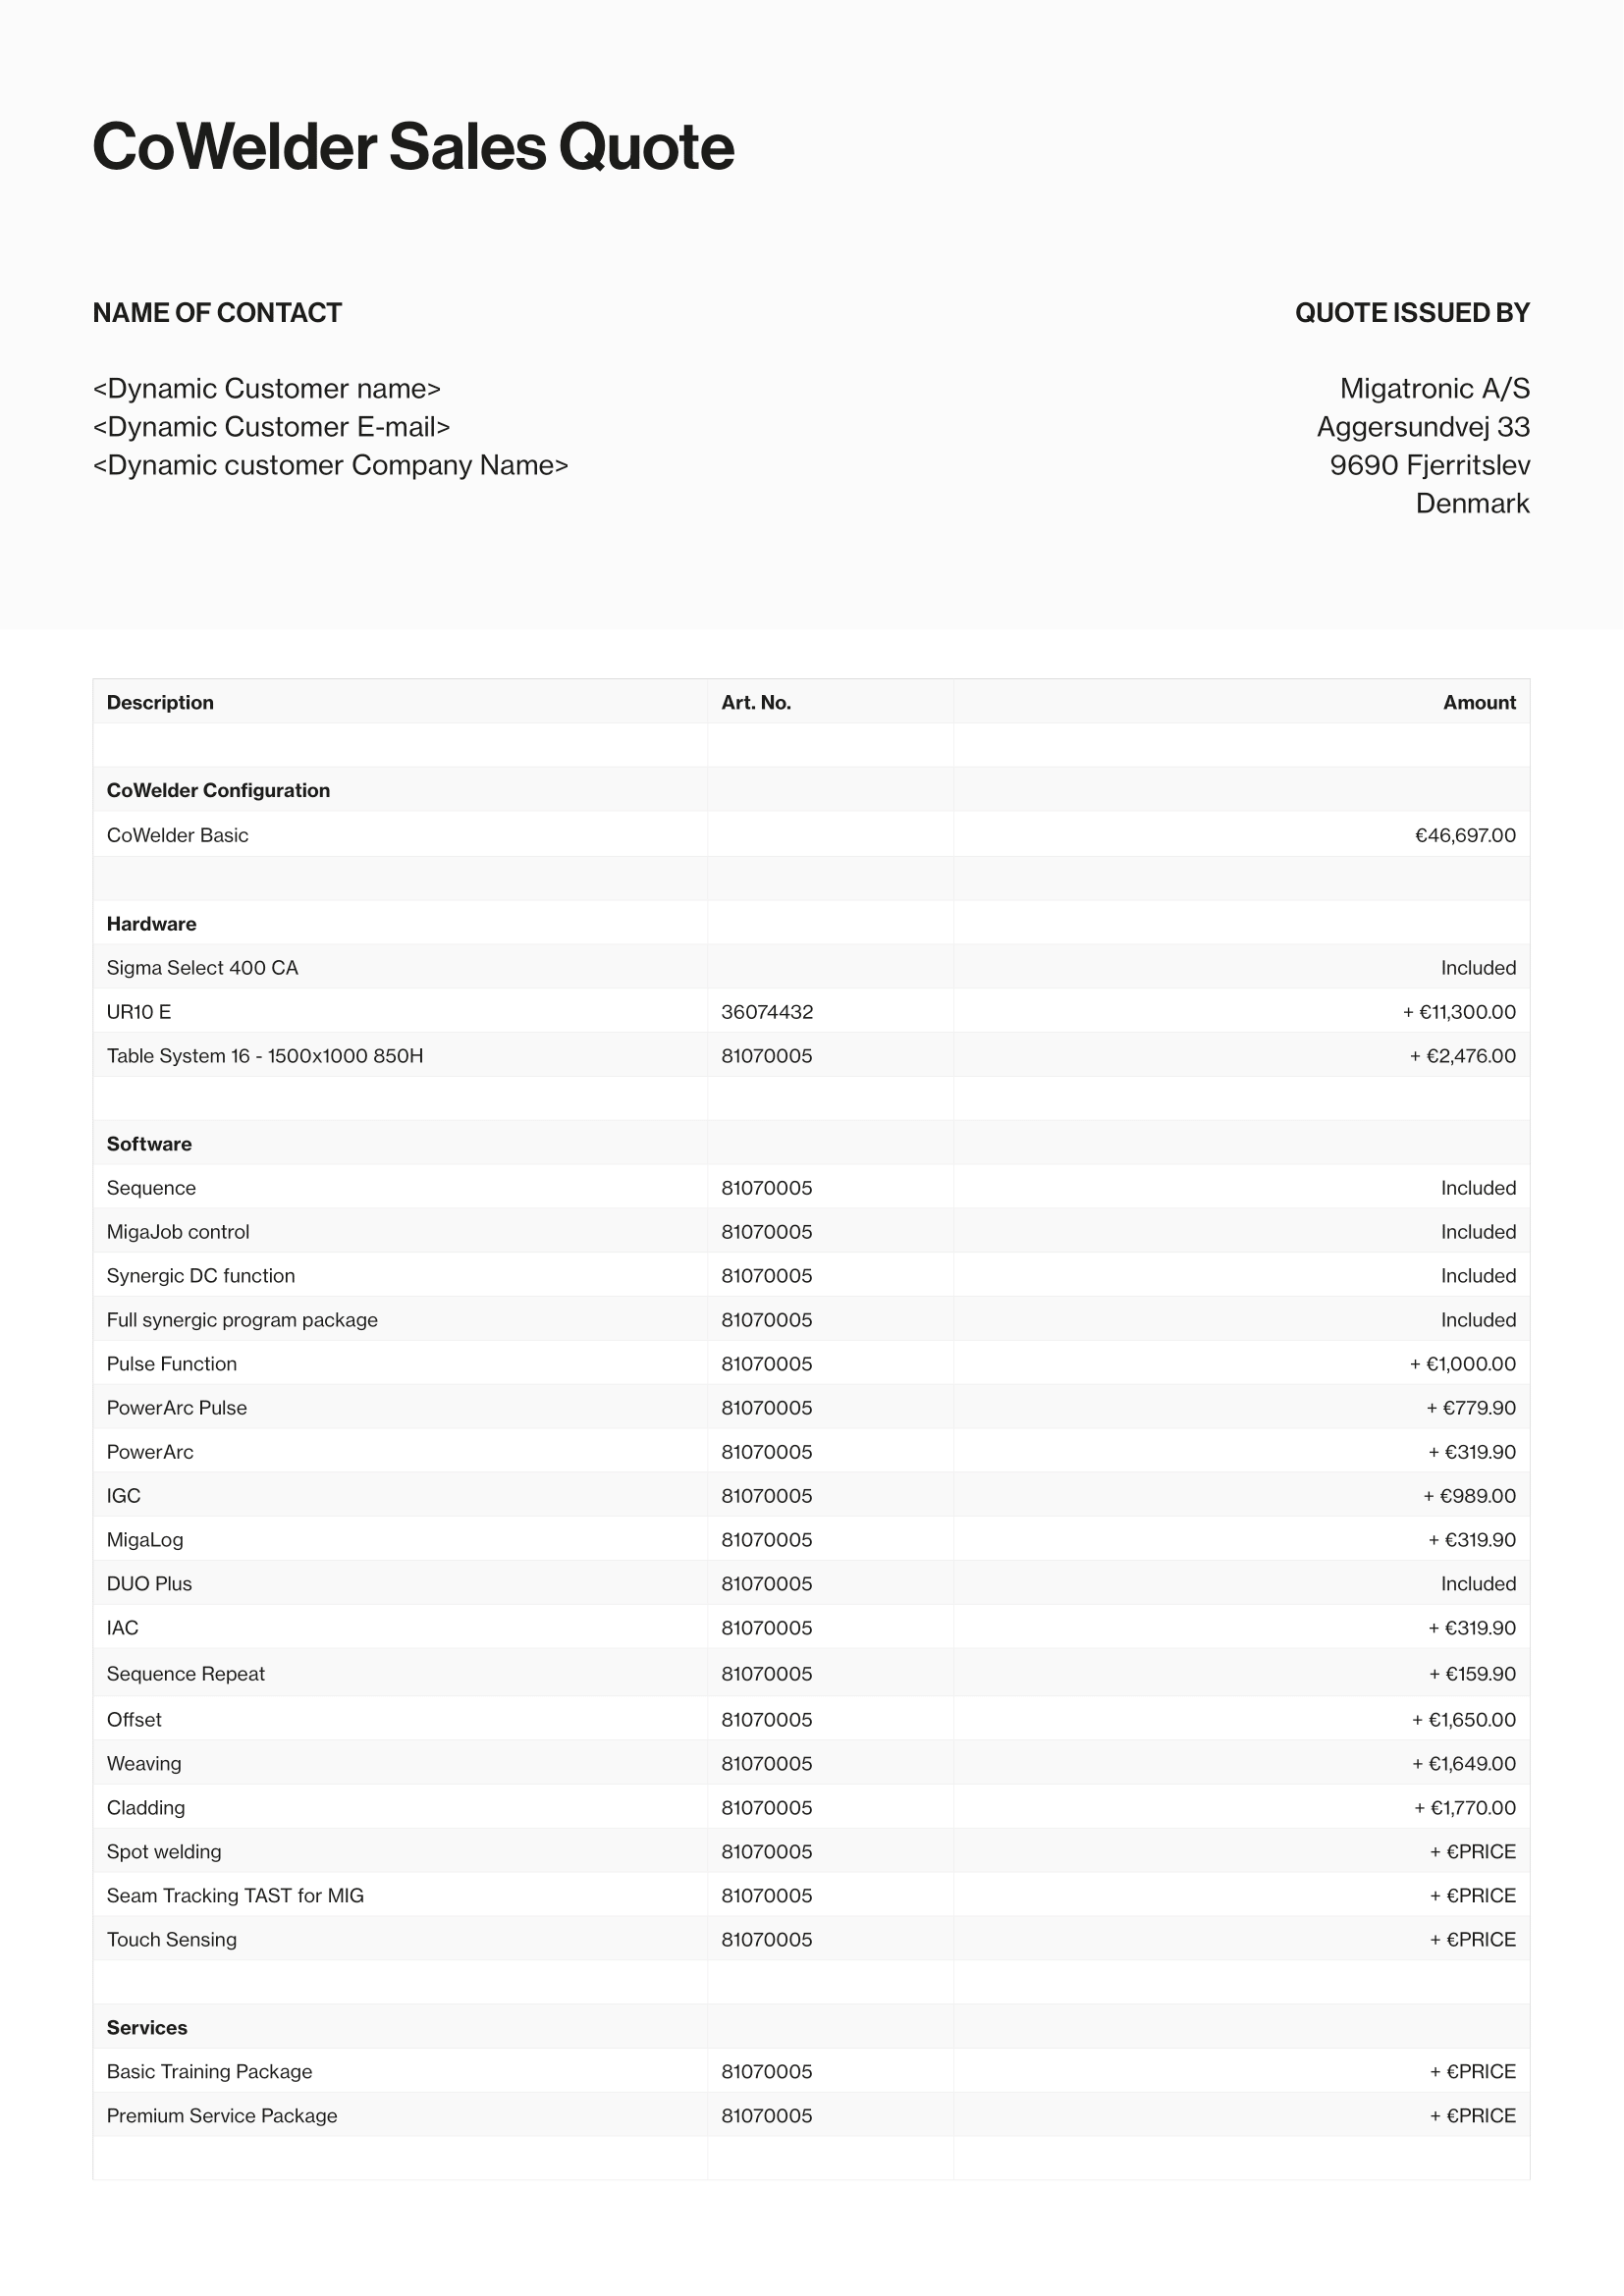 CoWelder Sales Quote
NAME OF CONTACT
<Dynamic Customer name>
<Dynamic Customer E-mail>
<Dynamic customer Company Name>
QUOTE ISSUED BY
Migatronic A/S
Aggersundvej 33
9690 Fjerritslev
Denmark
Description Art. No. Amount
CoWelder Configuration
CoWelder Basic €46,697.00
Hardware
Sigma Select 400 CA Included
UR10 E 36074432 + €11,300.00
Table System 16 - 1500x1000 850H 81070005 + €2,476.00
Software
Sequence 81070005 Included
MigaJob control 81070005 Included
Synergic DC function 81070005 Included
Full synergic program package 81070005 Included
Pulse Function 81070005 + €1,000.00
PowerArc Pulse 81070005 + €779.90
PowerArc 81070005 + €319.90
IGC 81070005 + €989.00
MigaLog 81070005 + €319.90
DUO Plus 81070005 Included
IAC 81070005 + €319.90
Sequence Repeat 81070005 + €159.90
Offset 81070005 + €1,650.00
Weaving 81070005 + €1,649.00
Cladding 81070005 + €1,770.00
Spot welding 81070005 + €PRICE
Seam Tracking TAST for MIG 81070005 + €PRICE
Touch Sensing 81070005 + €PRICE
Services
Basic Training Package 81070005 + €PRICE
Premium Service Package 81070005 + €PRICE